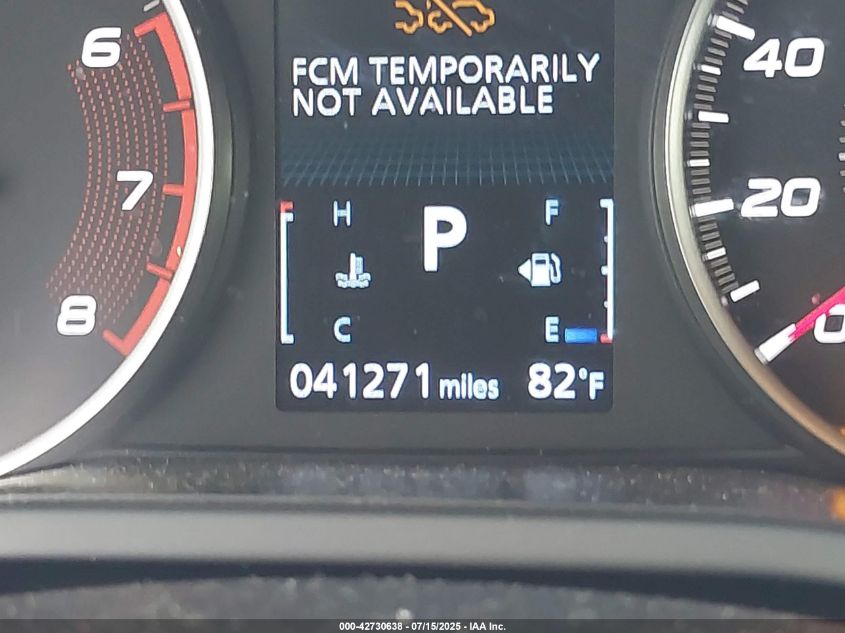 FCM TEMPORARILY
NOT AVAILABLE
6
7
8
H
P
F
C
E
041271 miles
82°F
40
20
0
000-42730638 - 07/15/2025 - IAA Inc.